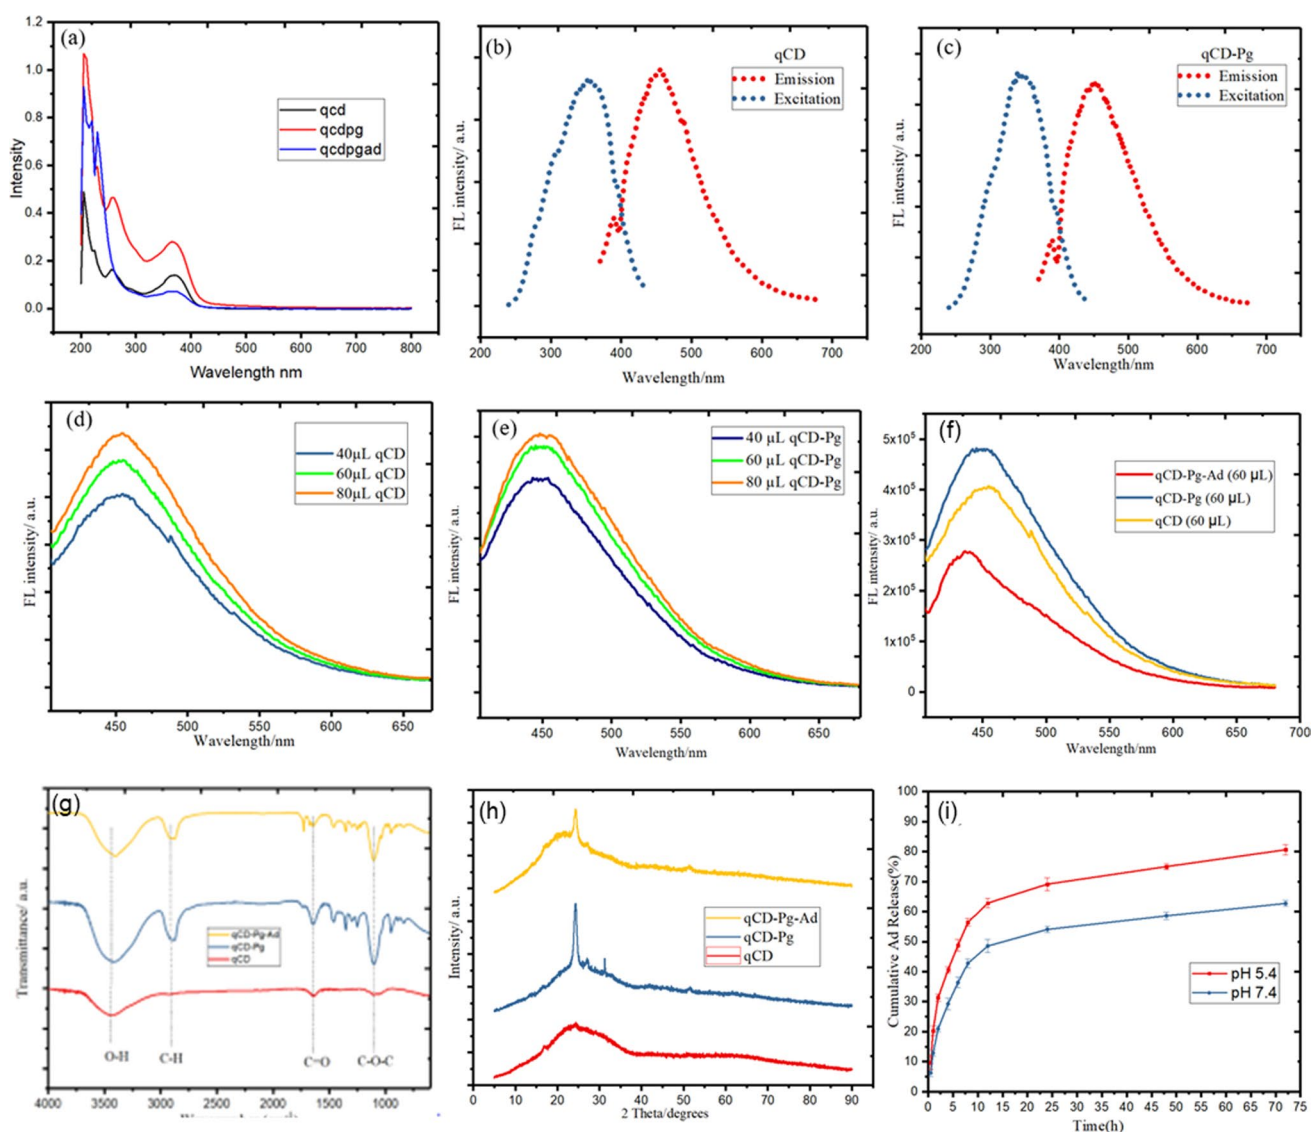 (a)
qcd
qcdpg
qcdpgad
Intensity
1.2
1.0
0.8
0.6
0.4
0.2
0.0
200 300 400 500 600 700 800
Wavelength nm
(b)
qCD
Emission
Excitation
FL intensity/ a.u.
200 300 400 500 600 700
Wavelength/nm
(c)
qCD-Pg
Emission
Excitation
FL intensity/ a.u.
200 300 400 500 600 700
Wavelength/nm
(d)
40µL qCD
60µL qCD
80µL qCD
FL intensity/ a.u.
450 500 550 600 650
Wavelength/nm
(e)
40 µL qCD-Pg
60 µL qCD-Pg
80 µL qCD-Pg
FL intensity/ a.u.
450 500 550 600 650
Wavelength/nm
(f)
qCD-Pg-Ad (60 µL)
qCD-Pg (60 µL)
qCD (60 µL)
FL intensity/ a.u.
5x10⁵
4x10⁵
3x10⁵
2x10⁵
1x10⁵
0
450 500 550 600 650 700
Wavelength/nm
(g)
qCD-Pg-Ad
qCD-Pg
qCD
Transmittance/ a.u.
O-H C-H C=O C-O-C
4000 3500 3000 2500 2000 1500 1000
(h)
qCD-Pg-Ad
qCD-Pg
qCD
Intensity/ a.u.
0 10 20 30 40 50 60 70 80 90
2 Theta/degrees
(i)
pH 5.4
pH 7.4
Cumulative Ad Release(%)
100
90
80
70
60
50
40
30
20
10
0
0 5 10 15 20 25 30 35 40 45 50 55 60 65 70 75
Time(h)